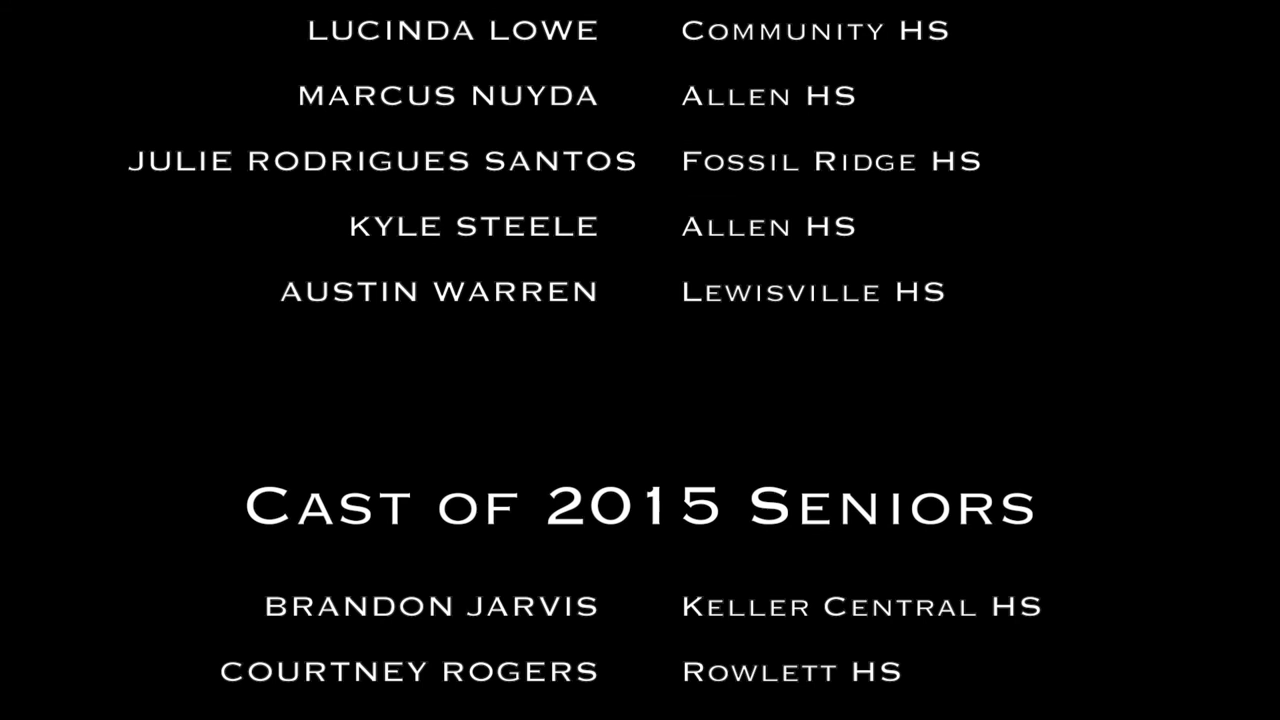 LUCINDA LOWE COMMUNITY HS
MARCUS NUYDA ALLEN HS
JULIE RODRIGUES SANTOS FOSSIL RIDGE HS
KYLE STEELE ALLEN HS
AUSTIN WARREN LEWISVILLE HS
CAST OF 2015 SENIORS
BRANDON JARVIS KELLER CENTRAL HS
COURTNEY ROGERS ROWLETT HS